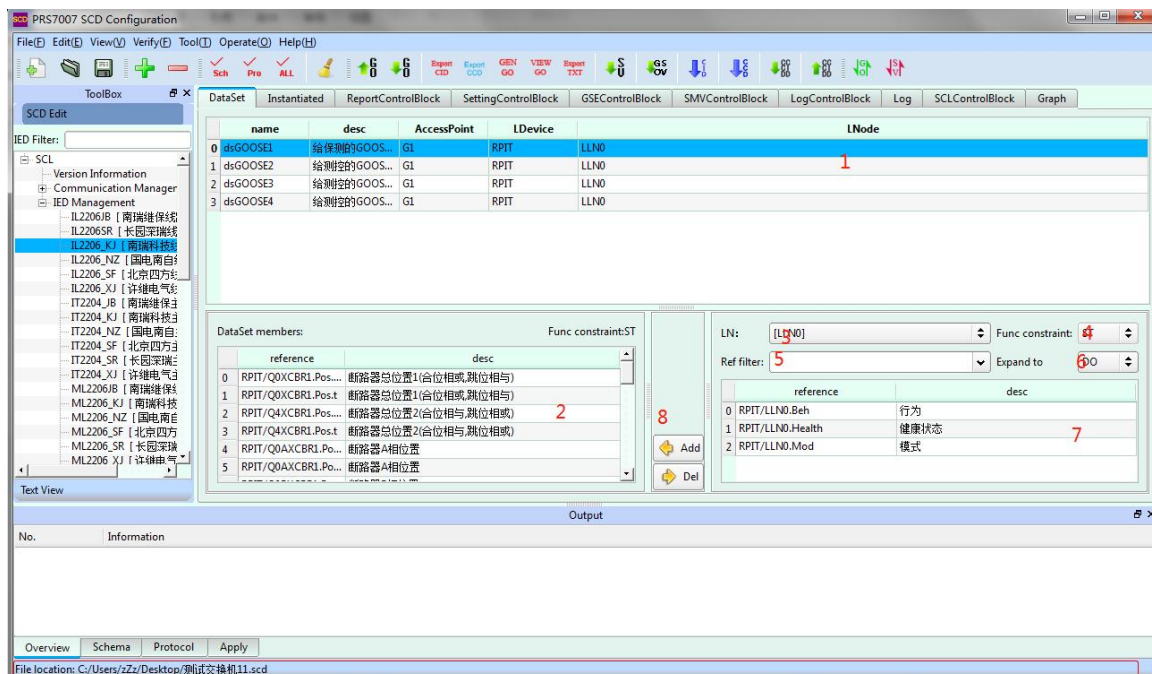 PRS7007 SCD Configuration
File(F) Edit(E) View(V) Verify(F) Tool(T) Operate(O) Help(H)
Sch Pro ALL Export CID Export CCD GEN GO VIEW GO Export TXT
ToolBox
SCD Edit
IED Filter:
SCL
Version Information
Communication Manager
IED Management
IL2206JB [南瑞继保线
IL2206SR [长园深瑞线
IL2206_KJ [南瑞科技线
IL2206_NZ [国电南自
IL2206_SF [北京四方
IL2206_XJ [许继电气
IT2204_JB [南瑞继保主
IT2204_KJ [南瑞科技主
IT2204_NZ [国电南自
IT2204_SF [北京四方主
IT2204_SR [长园深瑞
IT2204_XJ [许继电气主
ML2206JB [南瑞继保
ML2206_KJ [南瑞科技
ML2206_NZ [国电南自
ML2206_SF [北京四方
ML2206_SR [长园深瑞
ML2206_XJ [许继电气
Text View
DataSet Instantiated ReportControlBlock SettingControlBlock GSEControlBlock SMVControlBlock LogControlBlock Log SCLControlBlock Graph
name desc AccessPoint LDevice LNode
0 dsGOOSE1 给保测的GOOS... G1 RPIT LLN0
1
1 dsGOOSE2 给测控的GOOS... G1 RPIT LLN0
2 dsGOOSE3 给测控的GOOS... G1 RPIT LLN0
3 dsGOOSE4 给测控的GOOS... G1 RPIT LLN0
DataSet members: Func constraint:ST
reference desc
0 RPIT/Q0XCBR1.Pos.... 断路器总位置1(合位相或,跳位相与)
1 RPIT/Q0XCBR1.Pos.t 断路器总位置1(合位相或,跳位相与)
2 RPIT/Q4XCBR1.Pos.... 断路器总位置2(合位相与,跳位相或)
2
3 RPIT/Q4XCBR1.Pos.t 断路器总位置2(合位相与,跳位相或)
4 RPIT/Q0AXCBR1.Po... 断路器A相位置
5 RPIT/Q0AXCBR1.Po... 断路器A相位置
8
Add
Del
LN: [LLN0] 3 Func constraint: ST 4
Ref filter: 5 Expand to DO 6
reference desc
0 RPIT/LLN0.Beh 行为
1 RPIT/LLN0.Health 健康状态
7
2 RPIT/LLN0.Mod 模式
Output
No. Information
Overview Schema Protocol Apply
File location: C:/Users/zZz/Desktop/测试交换机11.scd